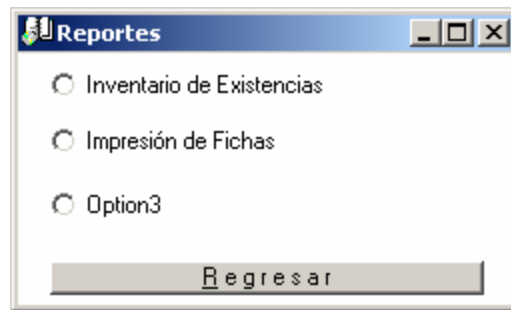 Reportes
Inventario de Existencias
Impresión de Fichas
Option3
Regresar